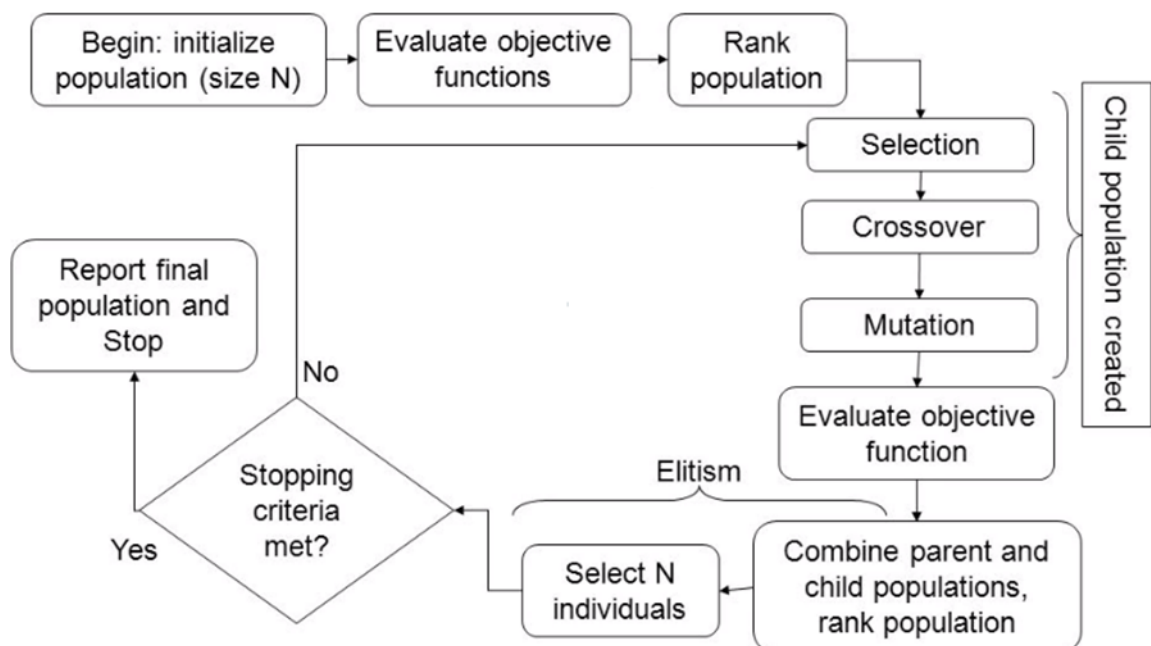 Begin: initialize
population (size N)
Evaluate objective
functions
Rank
population
Selection
Crossover
Mutation
Child population created
Evaluate objective
function
Combine parent and
child populations,
rank population
Elitism
Select N
individuals
Stopping
criteria
met?
No
Yes
Report final
population and
Stop